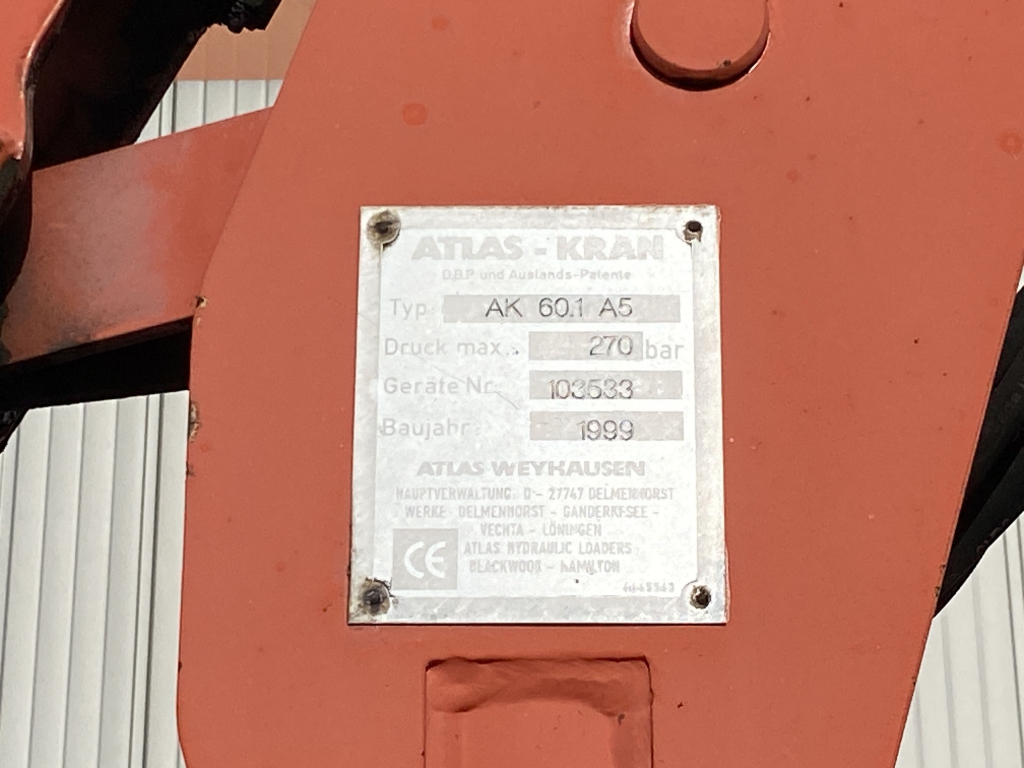 ATLAS - KRAN
D.B.P. und Auslands-Patente
Typ: AK 60.1 A5
Druck max.: 270 bar
Geräte Nr. 103533
Baujahr: 1999
ATLAS WEYHAUSEN
HAUPTVERWALTUNG: D - 27747 DELMENHORST
WERKE: DELMENHORST - GANDERKESEE -
VECHTA - LÖNINGEN
ATLAS HYDRAULIC LOADERS
BLACKWOOD - HAMILTON
CE